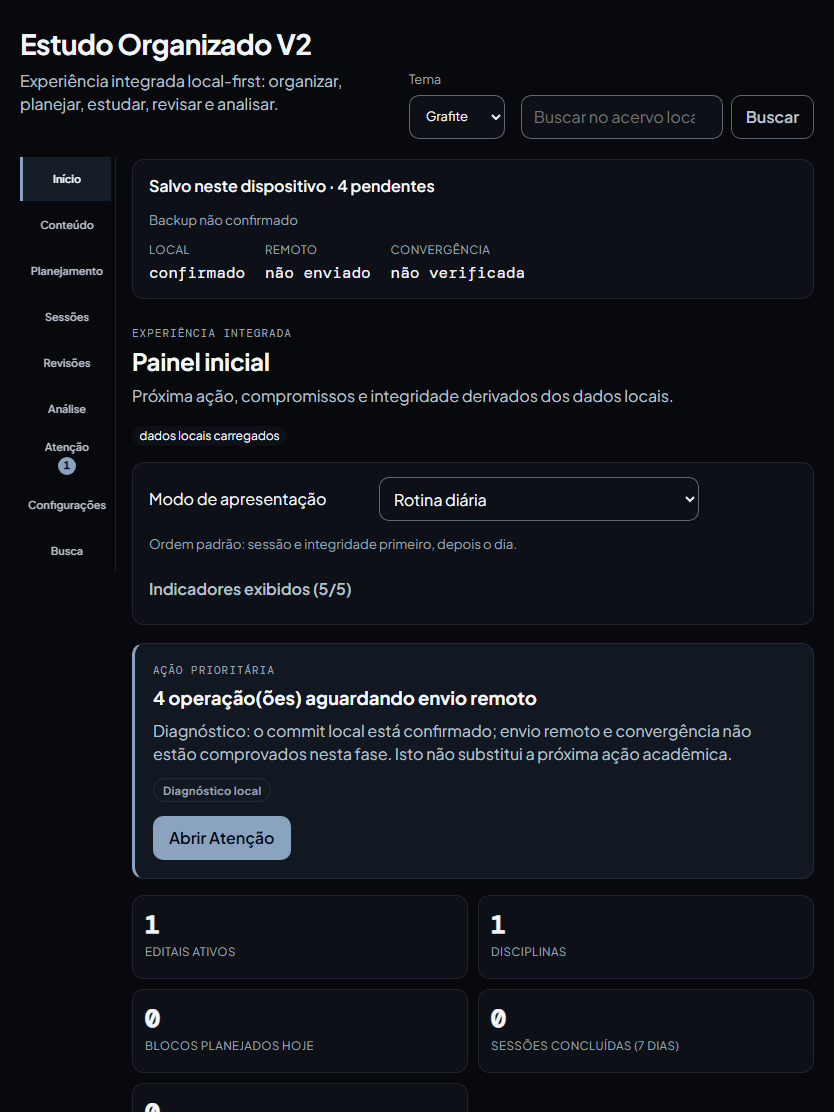 Estudo Organizado V2
Experiência integrada local-first: organizar,
planejar, estudar, revisar e analisar.
Tema
Grafite
Buscar no acervo loca
Buscar
Início
Conteúdo
Planejamento
Sessões
Revisões
Análise
Atenção
1
Configurações
Busca
Salvo neste dispositivo · 4 pendentes
Backup não confirmado
LOCAL REMOTO CONVERGÊNCIA
confirmado não enviado não verificada
EXPERIÊNCIA INTEGRADA
Painel inicial
Próxima ação, compromissos e integridade derivados dos dados locais.
dados locais carregados
Modo de apresentação Rotina diária
Ordem padrão: sessão e integridade primeiro, depois o dia.
Indicadores exibidos (5/5)
AÇÃO PRIORITÁRIA
4 operação(ões) aguardando envio remoto
Diagnóstico: o commit local está confirmado; envio remoto e convergência não
estão comprovados nesta fase. Isto não substitui a próxima ação acadêmica.
Diagnóstico local
Abrir Atenção
1
EDITAIS ATIVOS
1
DISCIPLINAS
0
BLOCOS PLANEJADOS HOJE
0
SESSÕES CONCLUÍDAS (7 DIAS)
0